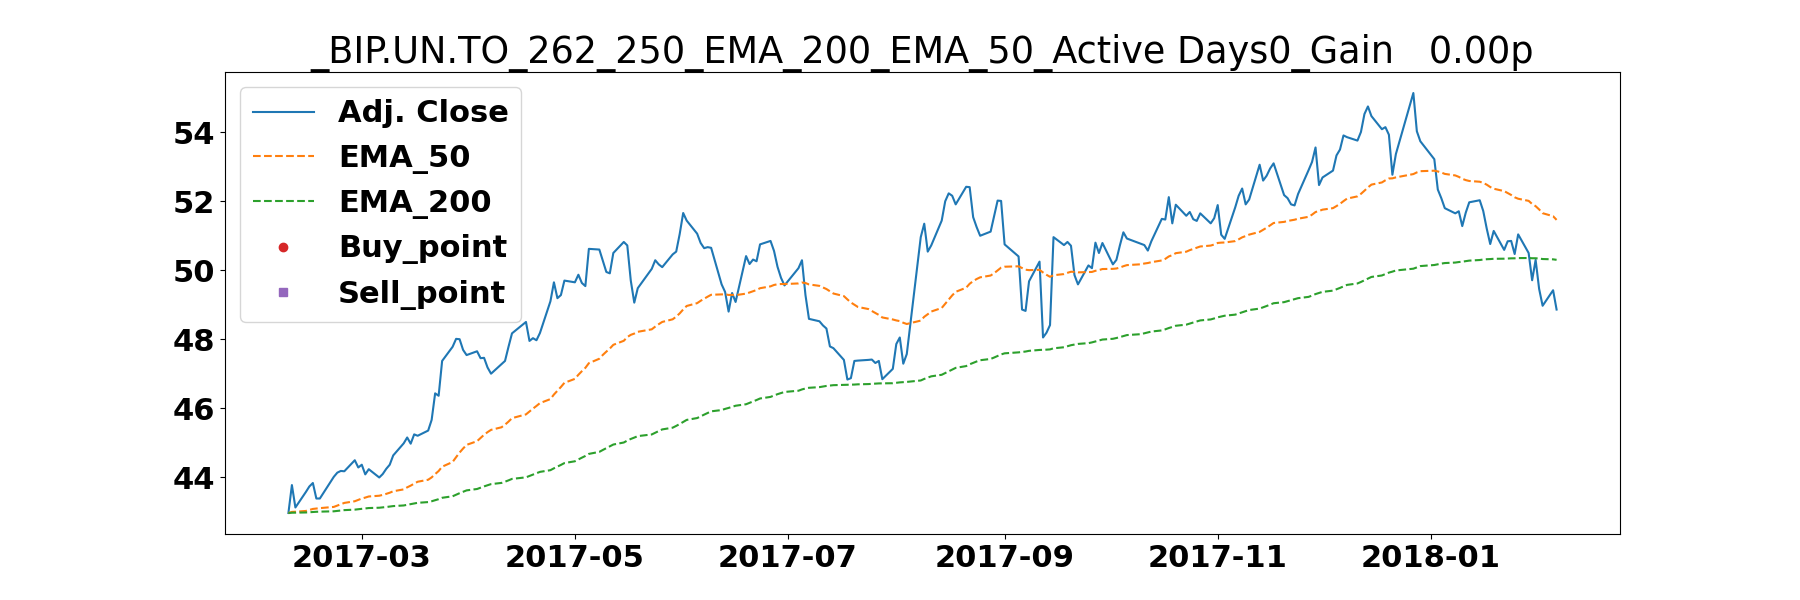 _BIP.UN.TO_262_250_EMA_200_EMA_50_Active Days0_Gain   0.00p
Adj. Close
EMA_50
EMA_200
Buy_point
Sell_point
54
52
50
48
46
44
2017-03 2017-05 2017-07 2017-09 2017-11 2018-01